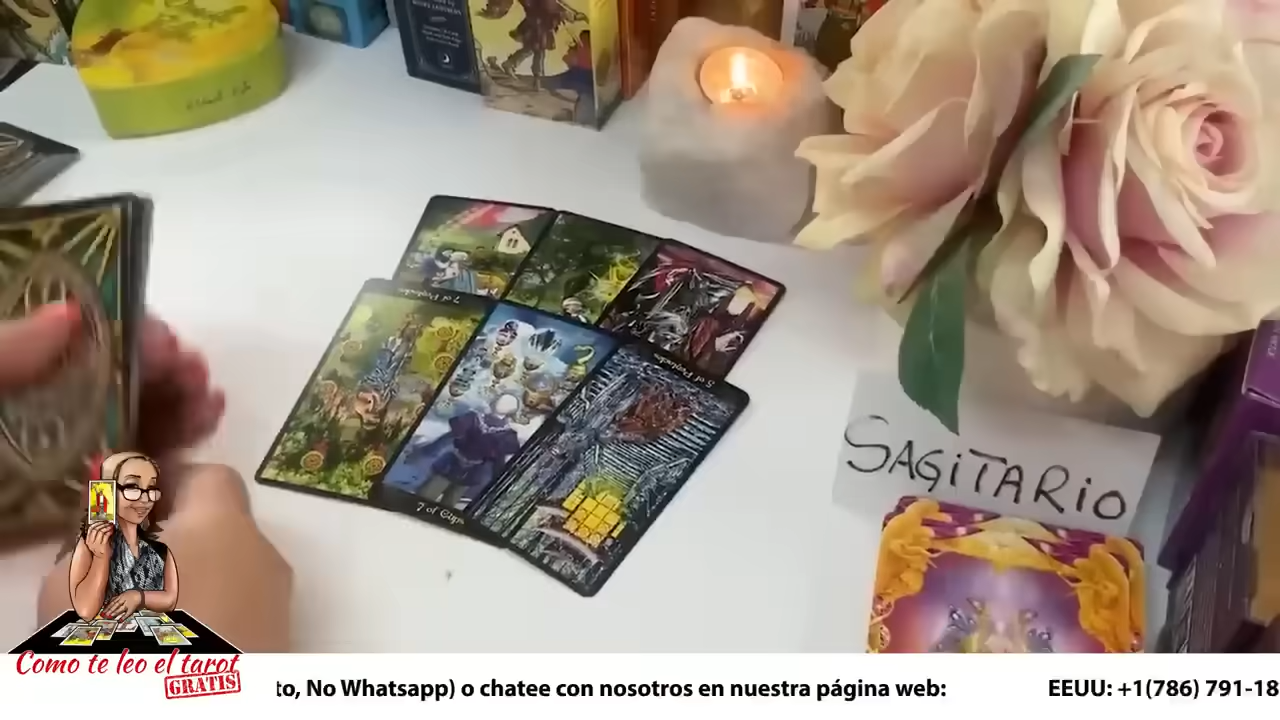 7 of Pentacles
5 of Pentacles
7 of Cups
SAGiTARiO
Como te leo el tarot
GRATIS
to, No Whatsapp) o chatee con nosotros en nuestra página web:
EEUU: +1(786) 791-18